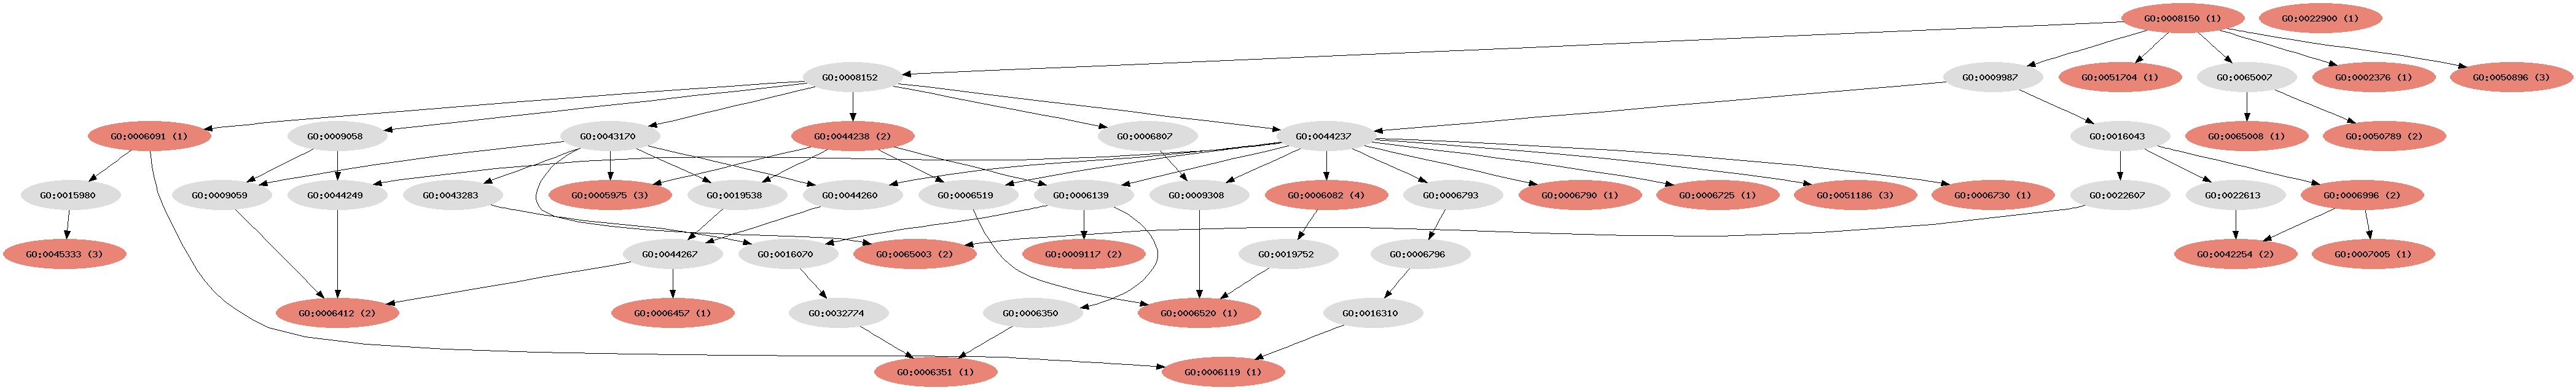 GO:0008150 (1)
GO:0022900 (1)
GO:0008152
GO:0009987
GO:0051704 (1)
GO:0065007
GO:0002376 (1)
GO:0050896 (3)
GO:0006091 (1)
GO:0009058
GO:0043170
GO:0044238 (2)
GO:0006807
GO:0044237
GO:0016043
GO:0065008 (1)
GO:0050789 (2)
GO:0015980
GO:0009059
GO:0044249
GO:0043283
GO:0005975 (3)
GO:0019538
GO:0044260
GO:0006519
GO:0006139
GO:0009308
GO:0006082 (4)
GO:0006793
GO:0006790 (1)
GO:0006725 (1)
GO:0051186 (3)
GO:0006730 (1)
GO:0022607
GO:0022613
GO:0006996 (2)
GO:0045333 (3)
GO:0044267
GO:0016070
GO:0065003 (2)
GO:0009117 (2)
GO:0019752
GO:0006796
GO:0042254 (2)
GO:0007005 (1)
GO:0006412 (2)
GO:0006457 (1)
GO:0032774
GO:0006350
GO:0006520 (1)
GO:0016310
GO:0006351 (1)
GO:0006119 (1)